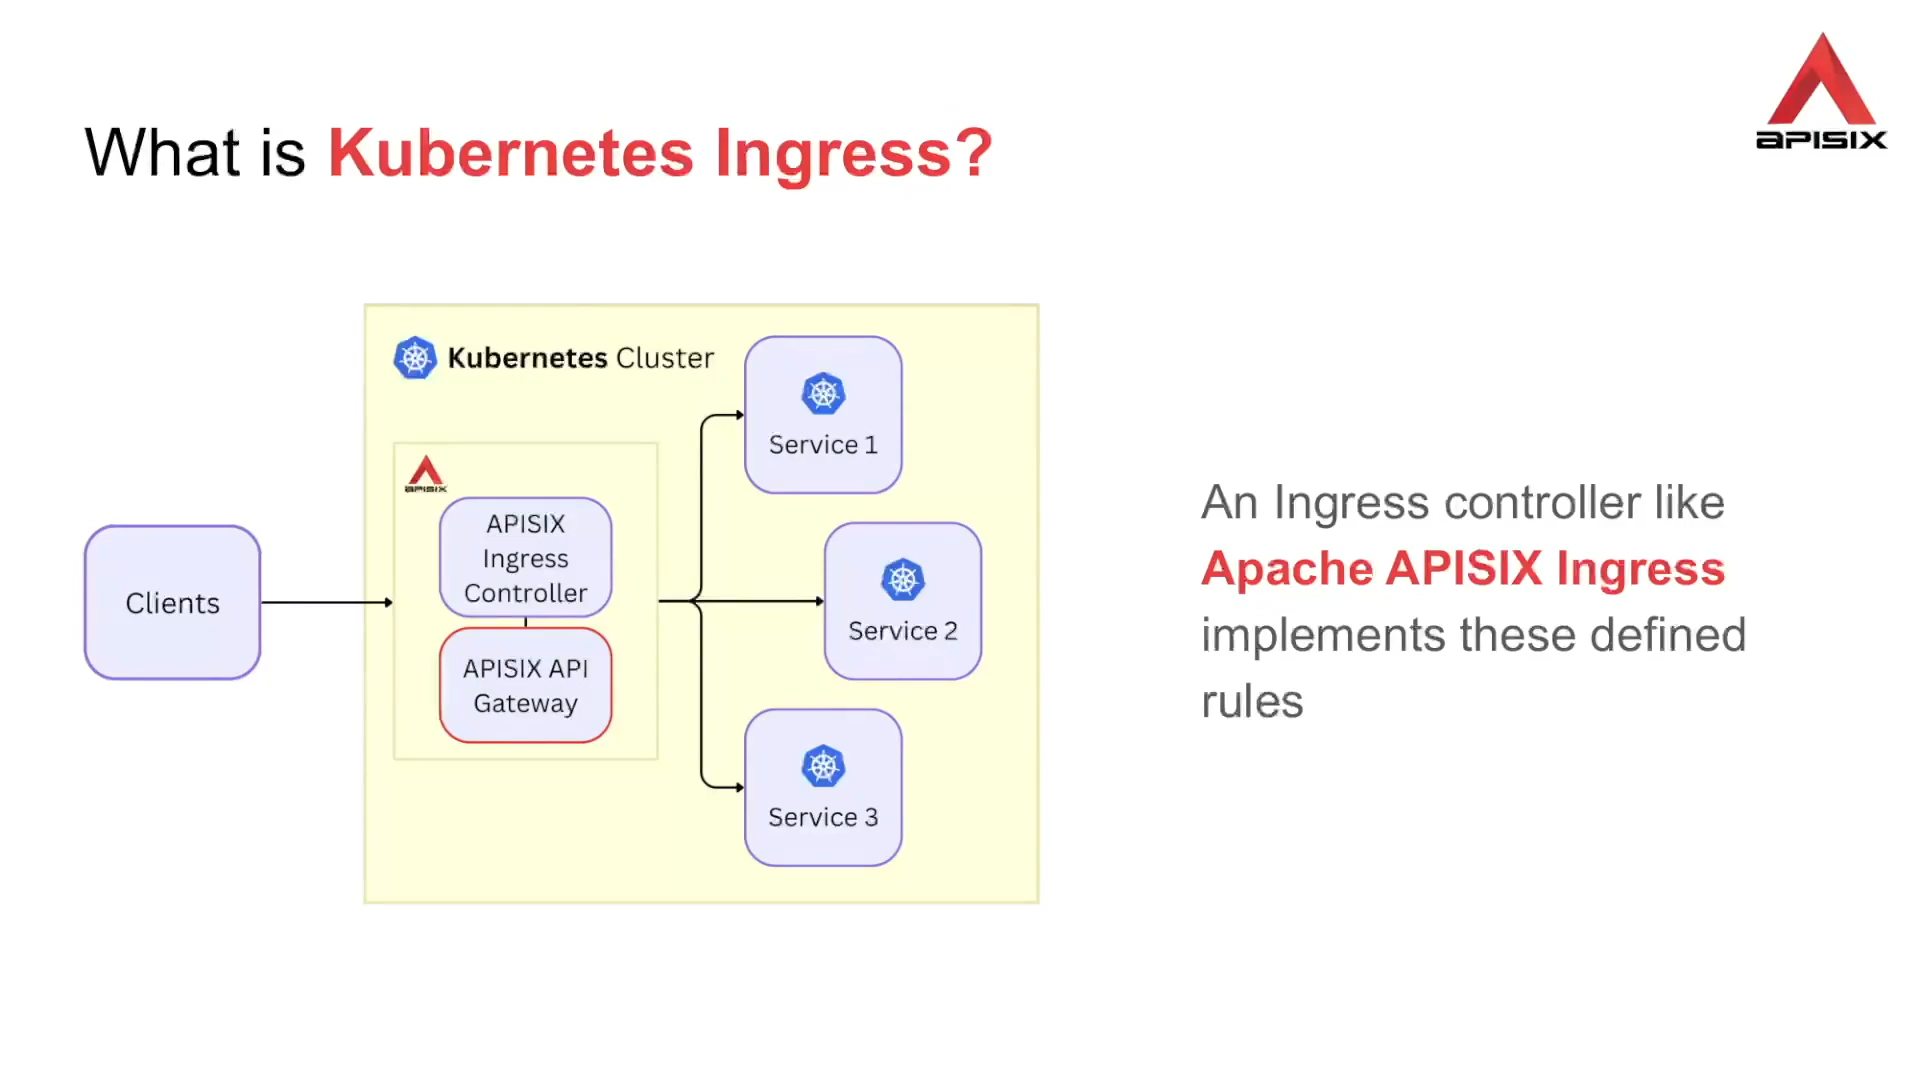 APISIX
What is Kubernetes Ingress?
Kubernetes Cluster
Service 1
APISIX
APISIX
Ingress
Controller
Clients
Service 2
APISIX API
Gateway
Service 3
An Ingress controller like
Apache APISIX Ingress
implements these defined
rules